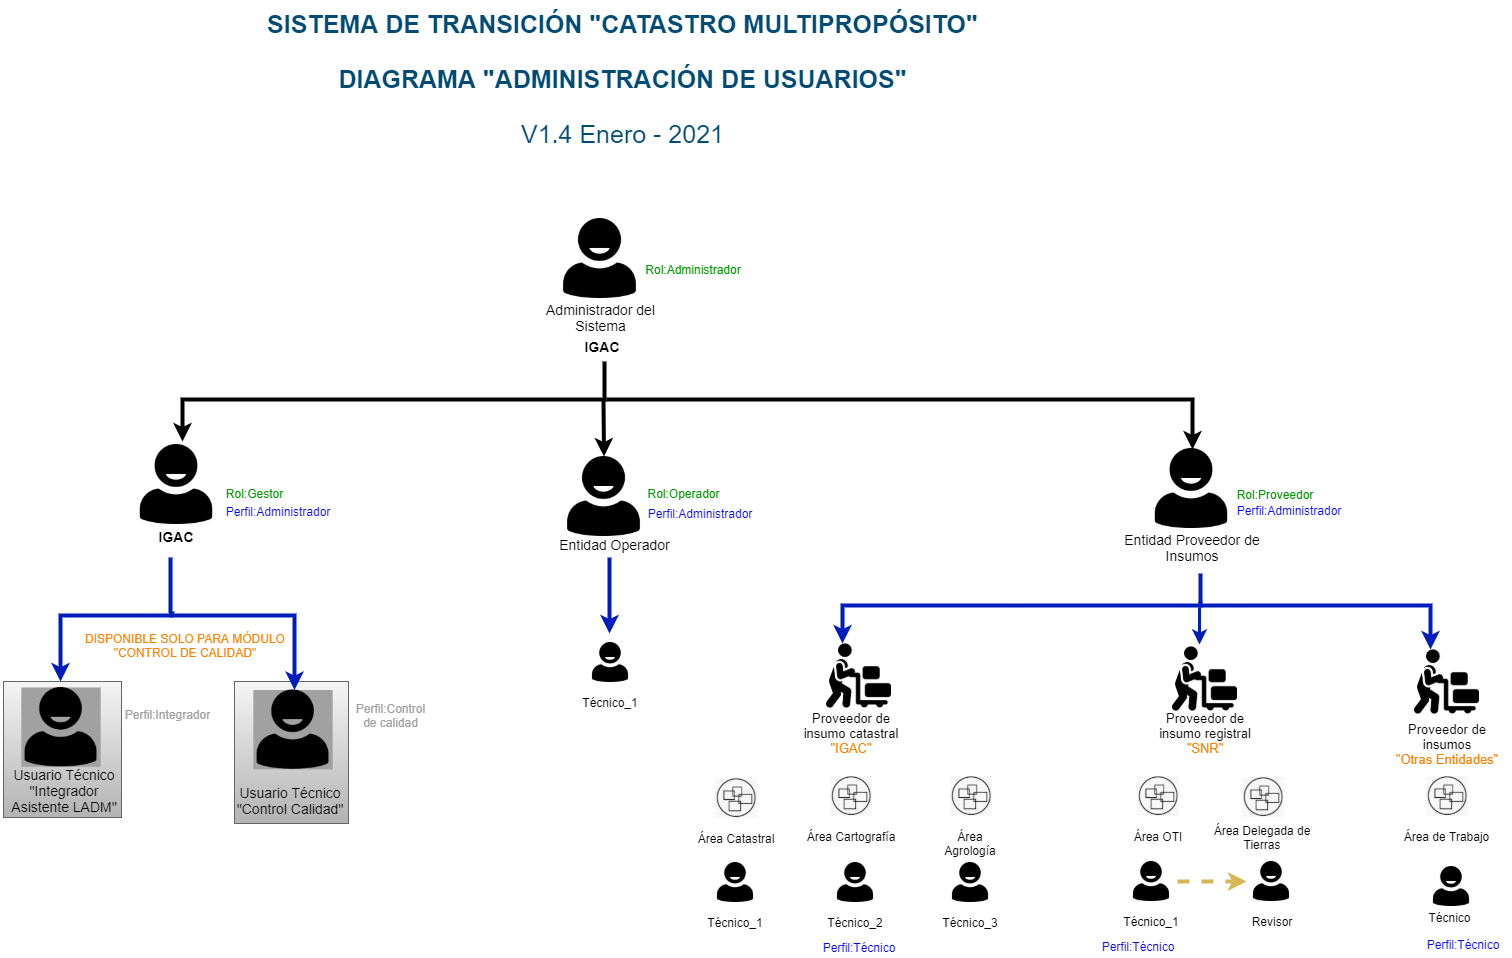 SISTEMA DE TRANSICIÓN "CATASTRO MULTIPROPÓSITO"
DIAGRAMA "ADMINISTRACIÓN DE USUARIOS"
V1.4 Enero - 2021
Rol:Administrador
Administrador del
Sistema
IGAC
Rol:Gestor
Perfil:Administrador
IGAC
Rol:Operador
Perfil:Administrador
Entidad Operador
Rol:Proveedor
Perfil:Administrador
Entidad Proveedor de
Insumos
DISPONIBLE SOLO PARA MÓDULO
"CONTROL DE CALIDAD"
Perfil:Integrador
Usuario Técnico
"Integrador
Asistente LADM"
Perfil:Control
de calidad
Usuario Técnico
"Control Calidad"
Técnico_1
Proveedor de
insumo catastral
"IGAC"
Proveedor de
insumo registral
"SNR"
Proveedor de
insumos
"Otras Entidades"
Área Catastral
Área Cartografía
Área
Agrología
Área OTI
Área Delegada de
Tierras
Área de Trabajo
Técnico_1
Técnico_2
Técnico_3
Técnico_1
Revisor
Técnico
Perfil:Técnico
Perfil:Técnico
Perfil:Técnico